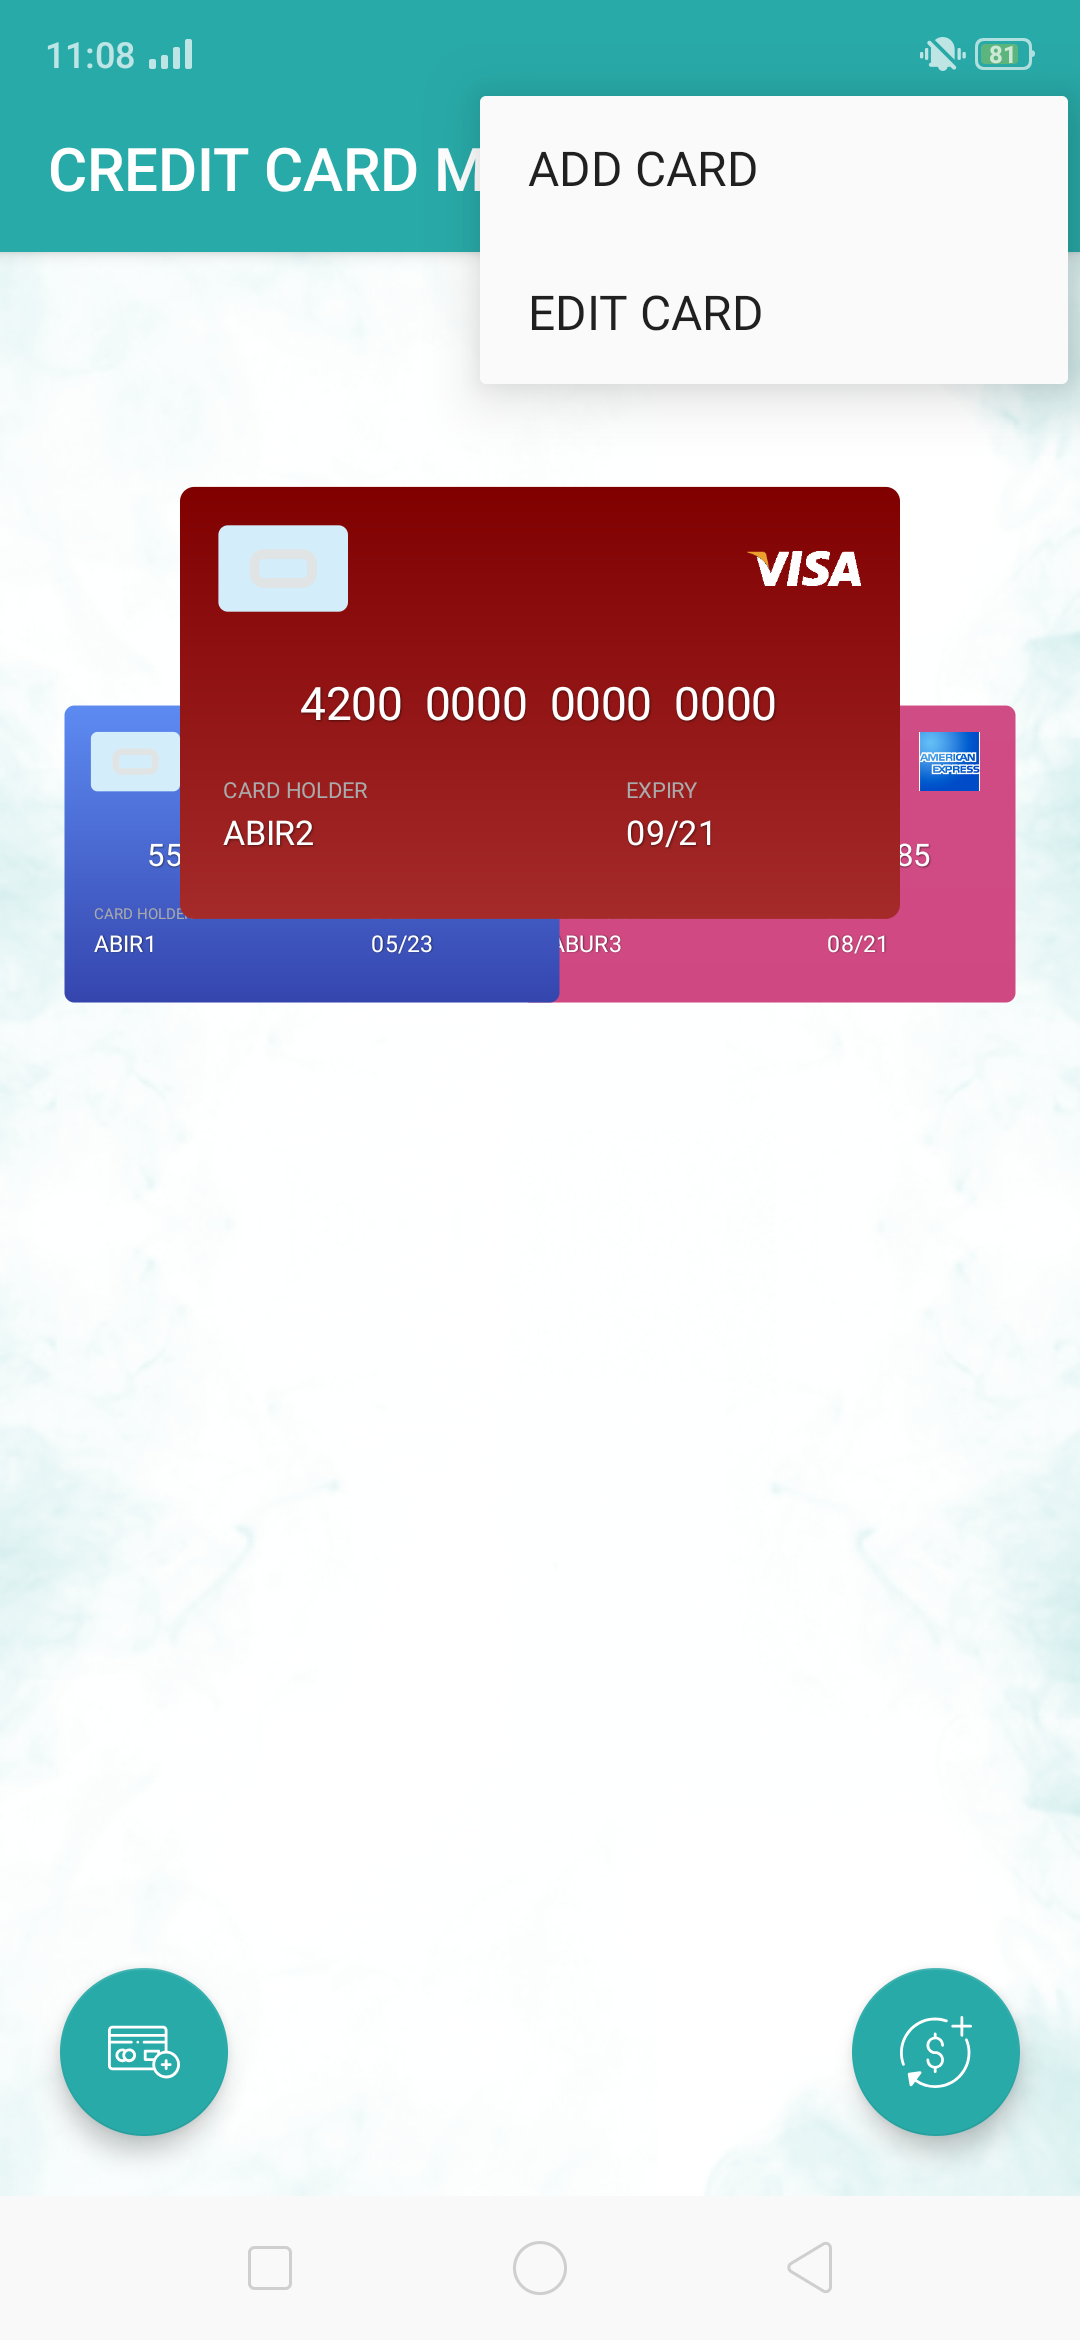 11:08
81
CREDIT CARD M
ADD CARD
EDIT CARD
VISA
4200 0000 0000 0000
CARD HOLDER
EXPIRY
ABIR2
09/21
AMERICAN
EXPRESS
55
85
CARD HOLDE
ABIR1
05/23
ABUR3
08/21